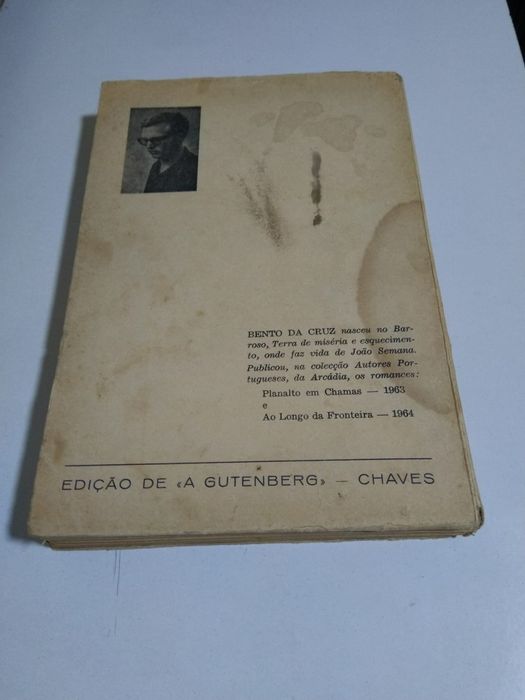 BENTO DA CRUZ nasceu no Bar-
roso, Terra de miséria e esquecimen-
to, onde faz vida de João Semana.
Publicou, na colecção Autores Por-
tugueses, da Arcádia, os romances:
Planalto em Chamas — 1963
e
Ao Longo da Fronteira — 1964
EDIÇÃO DE «A GUTENBERG» — CHAVES